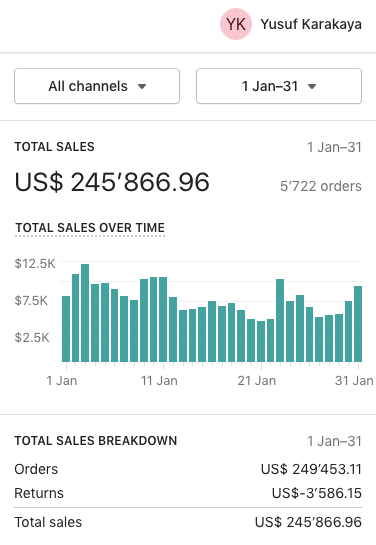 YK Yusuf Karakaya
All channels 1 Jan–31
TOTAL SALES 1 Jan–31
US$ 245’866.96 5’722 orders
TOTAL SALES OVER TIME
$12.5K
$7.5K
$2.5K
1 Jan 11 Jan 21 Jan 31 Jan
TOTAL SALES BREAKDOWN 1 Jan–31
Orders US$ 249’453.11
Returns US$-3’586.15
Total sales US$ 245’866.96